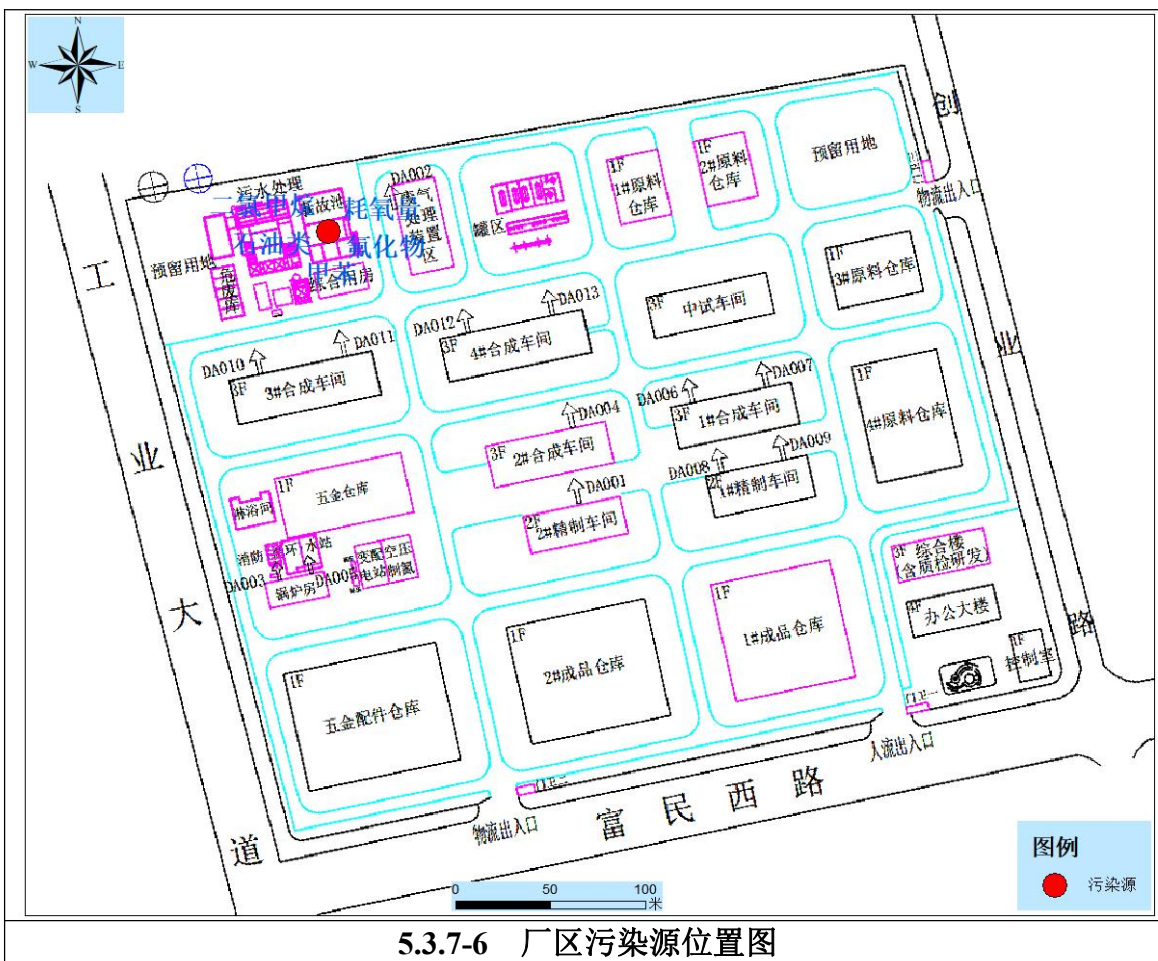 N
W
E
S
创
业
路
工
业
大
道
富民西路
预留用地
物流出入口
1F
2#原料
仓库
1F
1#原料
仓库
罐区
DA002
废气
处理
装置
区
污水处理
事故池
二氯甲烷
耗氧量
石油类
氟化物
甲苯
综合用房
预留用地
危
废
库
1F
3#原料仓库
3F
中试车间
DA012
DA013
3F
4#合成车间
DA010
DA011
3F
3#合成车间
DA006
DA007
3F
1#合成车间
1F
4#原料仓库
DA004
3F
2#合成车间
DA008
DA009
2F
1#精制车间
DA001
2F
2#精制车间
1F
五金仓库
淋浴间
消防
循环水站
DA003
DA005
锅炉房
变配
电站
空压
制氮
3F 综合楼
(含质检研发)
4F
办公大楼
1F
控制室
1F
1#成品仓库
1F
2#成品仓库
1F
五金配件仓库
门卫一
人流出入口
门卫二
物流出入口
0 50 100
米
图例
污染源
5.3.7-6 厂区污染源位置图